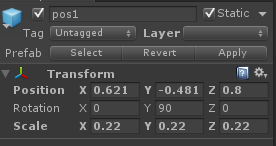 pos1 Static
Tag Untagged Layer
Prefab Select Revert Apply
Transform
Position X 0.621 Y -0.481 Z 0.8
Rotation X 0 Y 90 Z 0
Scale X 0.22 Y 0.22 Z 0.22